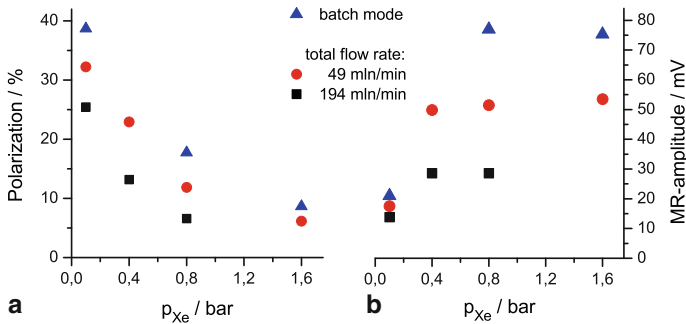 40
30
20
10
0
Polarization / %
0,0 0,4 0,8 1,2 1,6
p_Xe / bar
a
batch mode
total flow rate:
49 mln/min
194 mln/min
80
70
60
50
40
30
20
10
0
MR-amplitude / mV
0,0 0,4 0,8 1,2 1,6
p_Xe / bar
b